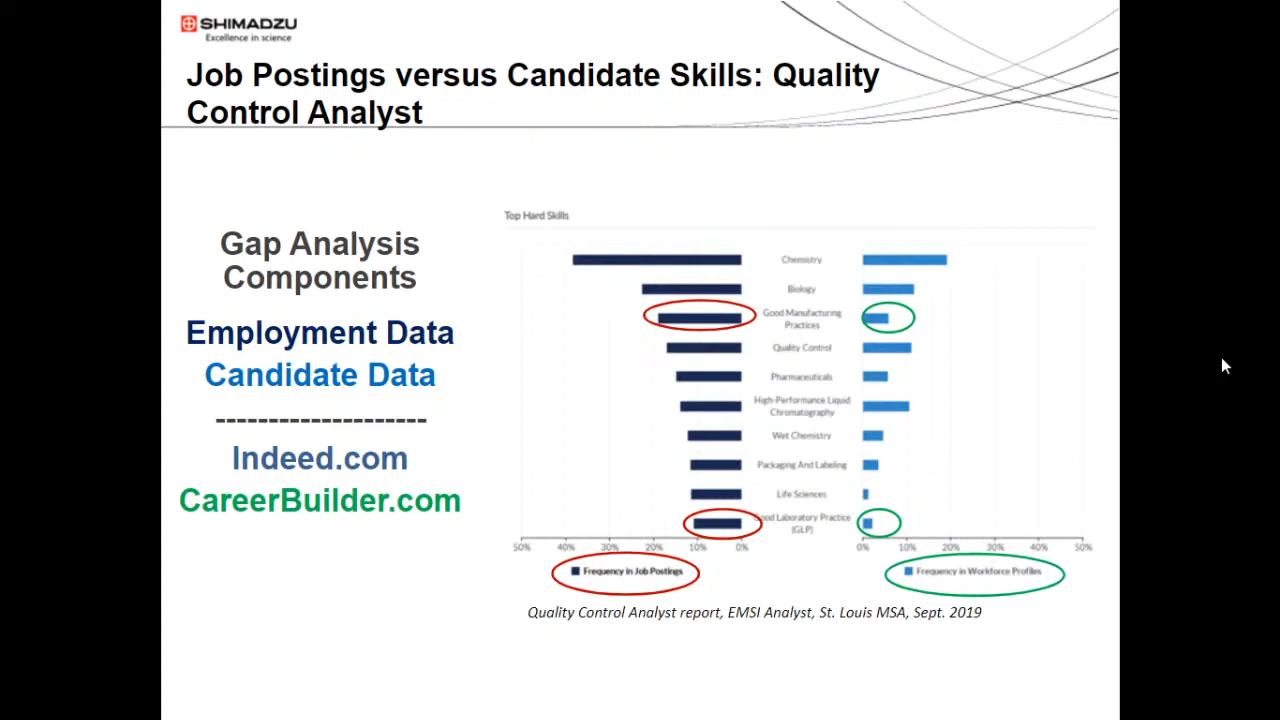 SHIMADZU
Excellence in science
Job Postings versus Candidate Skills: Quality
Control Analyst
Gap Analysis
Components
Employment Data
Candidate Data
--------------------
Indeed.com
CareerBuilder.com
Top Hard Skills
Chemistry
Biology
Good Manufacturing
Practices
Quality Control
Pharmaceuticals
High-Performance Liquid
Chromatography
Wet Chemistry
Packaging And Labeling
Life Sciences
Good Laboratory Practice
(GLP)
50% 40% 30% 20% 10% 0% 0% 10% 20% 30% 40% 50%
Frequency in Job Postings Frequency in Workforce Profiles
Quality Control Analyst report, EMSI Analyst, St. Louis MSA, Sept. 2019